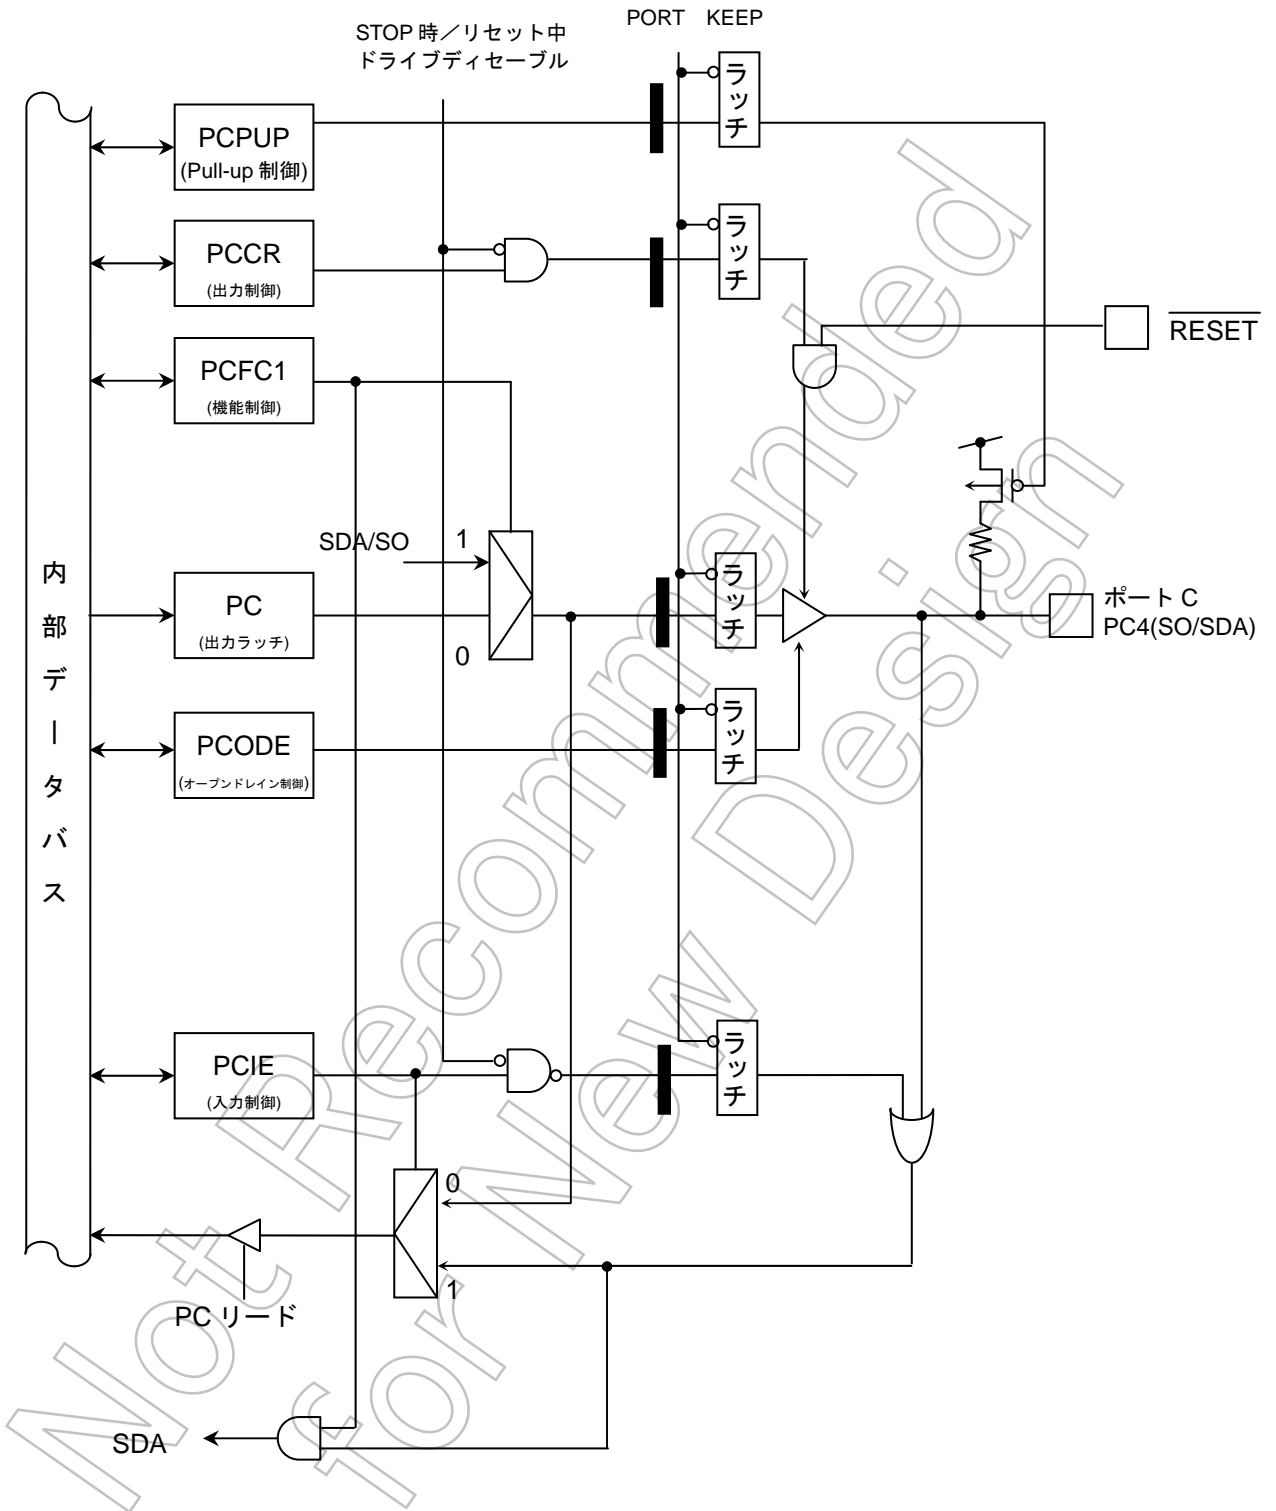 PORT KEEP
STOP 時／リセット中
ドライブディセーブル
ラッチ
PCPUP
(Pull-up 制御)
ラッチ
PCCR
(出力制御)
RESET
PCFC1
(機能制御)
SDA/SO
1
0
内部データバス
PC
(出力ラッチ)
ラッチ
ポート C
PC4(SO/SDA)
PCODE
(オープンドレイン制御)
ラッチ
PCIE
(入力制御)
ラッチ
0
1
PC リード
SDA
Not Recommended
for New Design